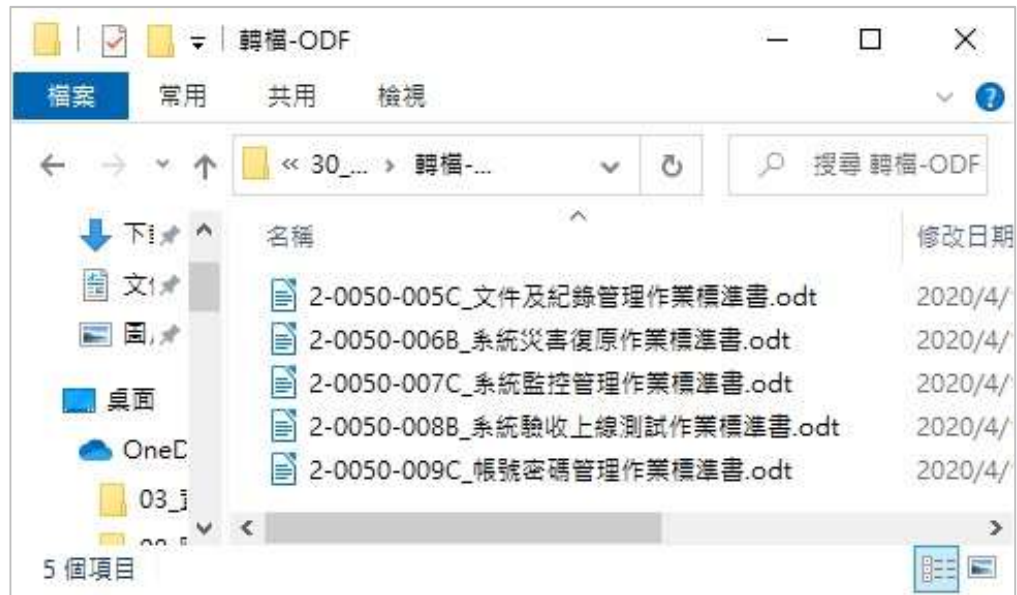 轉檔-ODF
檔案 常用 共用 檢視
« 30_... › 轉檔-... 搜尋 轉檔-ODF
名稱 修改日期
2-0050-005C_文件及紀錄管理作業標準書.odt 2020/4/
2-0050-006B_系統災害復原作業標準書.odt 2020/4/
2-0050-007C_系統監控管理作業標準書.odt 2020/4/
2-0050-008B_系統驗收上線測試作業標準書.odt 2020/4/
2-0050-009C_帳號密碼管理作業標準書.odt 2020/4/
下
文
圖
桌面
OneD
03_
5 個項目